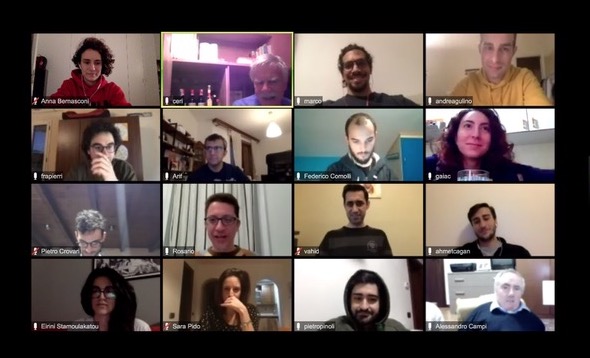 Anna Bernasconi
ceri
marco
andreagulino
frapierri
Arif
Federico Comolli
gaiac
Pietro Crovari
Rosario
vahid
ahmetcagan
Eirini Stamoulakatou
Sara Pido
pietropinoli
Alessandro Campi